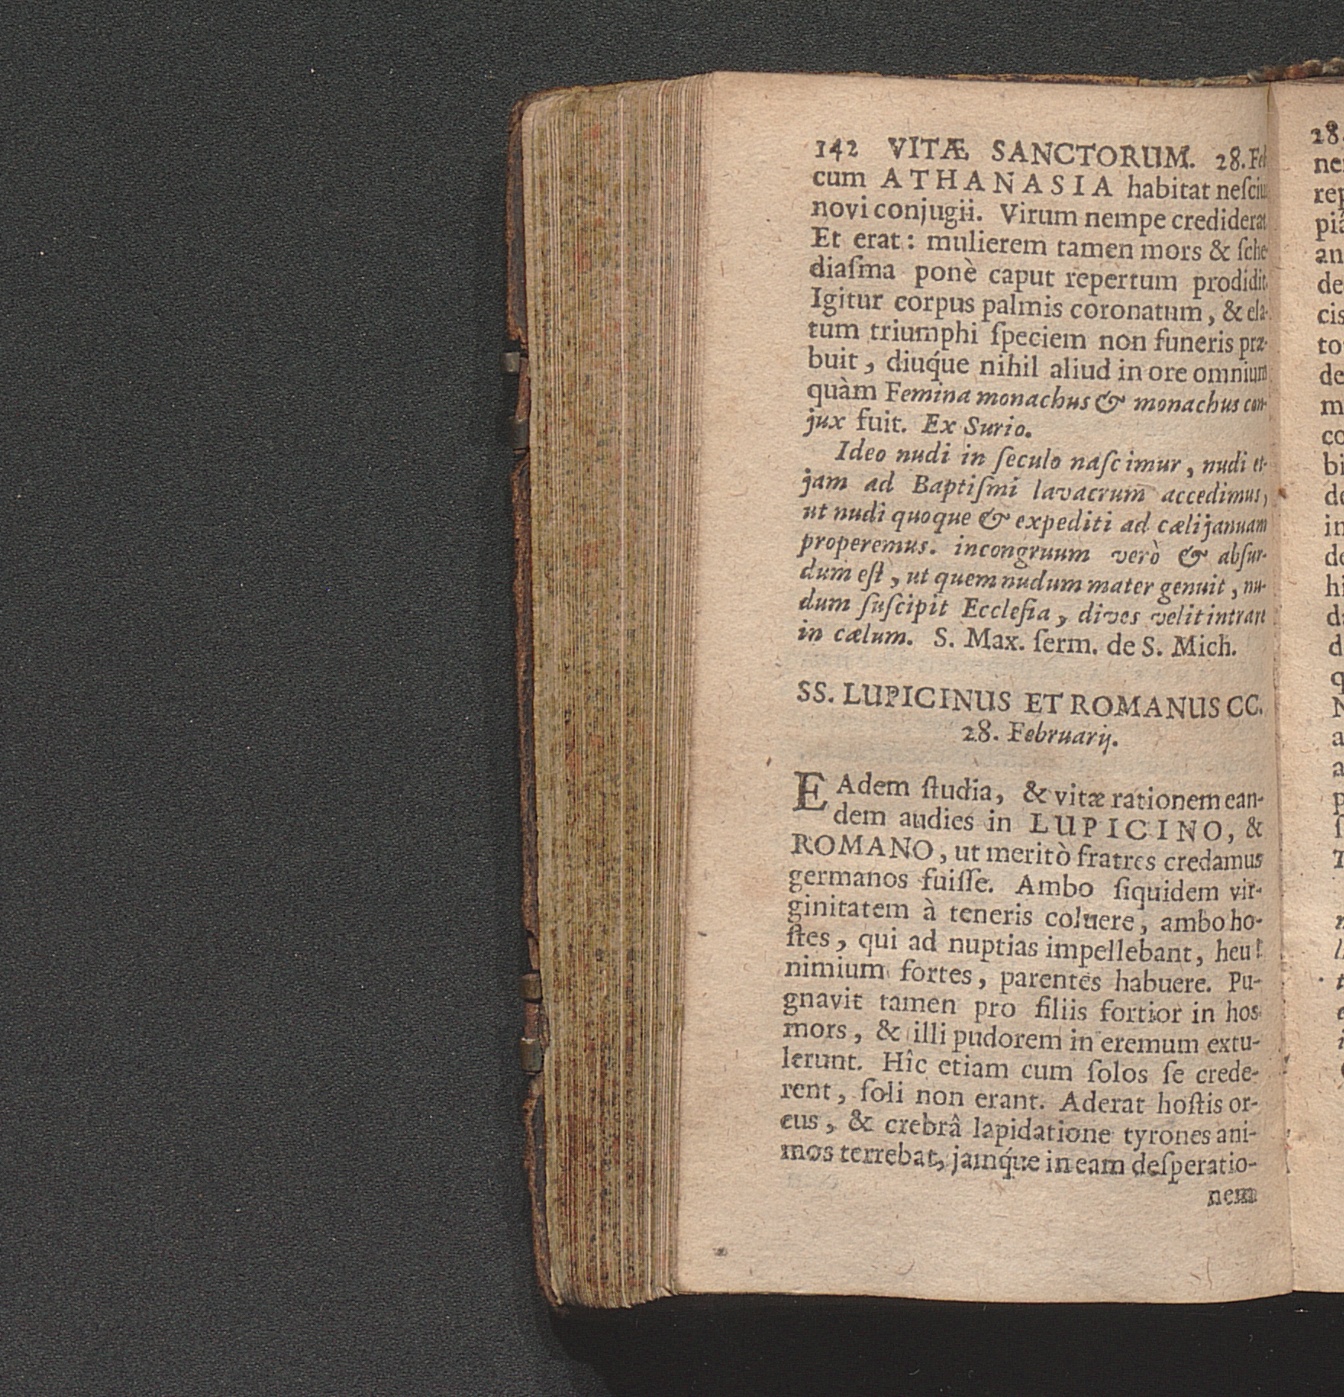 142 VITÆ SANCTORUM. 28. Feb
cum ATHANASIA habitat neſciu
novi conjugii. Virum nempe crediderat
Et erat: mulierem tamen mors & ſche
diaſma ponè caput repertum prodidit.
Igitur corpus palmis coronatum, & ela-
tum triumphi ſpeciem non funeris præ-
buit, diuq́ue nihil aliud in ore omnium
quàm Femina monachus & monachus con-
jux fuit. Ex Surio.
Ideo nudi in ſeculo naſcimur, nudi et-
jam ad Baptiſmi lavacrum accedimus,
ut nudi quoque & expediti ad cæli januam
properemus. incongruum verò & abſur-
dum eſt, ut quem nudum mater genuit, nu-
dum ſuſcipit Eccleſia, dives velit intrare
in cælum. S. Max. ſerm. de S. Mich.
SS. LUPICINUS ET ROMANUS CC.
28. Februarij.
EAdem ſtudia, & vitæ rationem ean-
dem audies in LUPICINO, &
ROMANO, ut meritò fratres credamus
germanos fuiſſe. Ambo ſiquidem vir-
ginitatem à teneris coluere, ambo ho-
ſtes, qui ad nuptias impellebant, heu!
nimium fortes, parentes habuere. Pu-
gnavit tamen pro filiis fortior in hos
mors, & illi pudorem in eremum extu-
lerunt. Hîc etiam cum ſolos ſe crede-
rent, ſoli non erant. Aderat hoſtis or-
cus, & crebrâ lapidatione tyrones ani-
mos terrebat, jamq́ue in eam deſperatio-
nem
28.